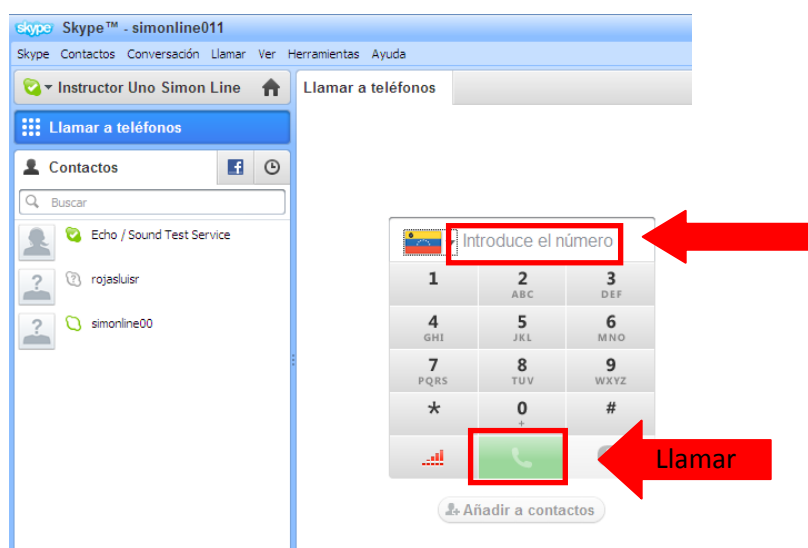 skype Skype™ - simonline011
Skype Contactos Conversación Llamar Ver Herramientas Ayuda
Instructor Uno Simon Line
Llamar a teléfonos
Llamar a teléfonos
Contactos
f
Buscar
Echo / Sound Test Service
rojasluisr
simonline00
Introduce el número
1 2 3
ABC DEF
4 5 6
GHI JKL MNO
7 8 9
PQRS TUV WXYZ
* 0 #
+
Llamar
Añadir a contactos